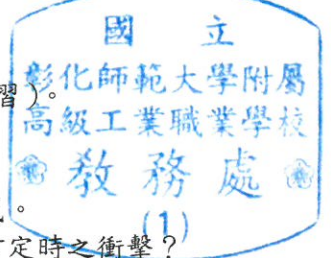 國立
習)。
彰化師範大學附屬
高級工業職業學校
教務處
。
(1)
定時之衝擊?